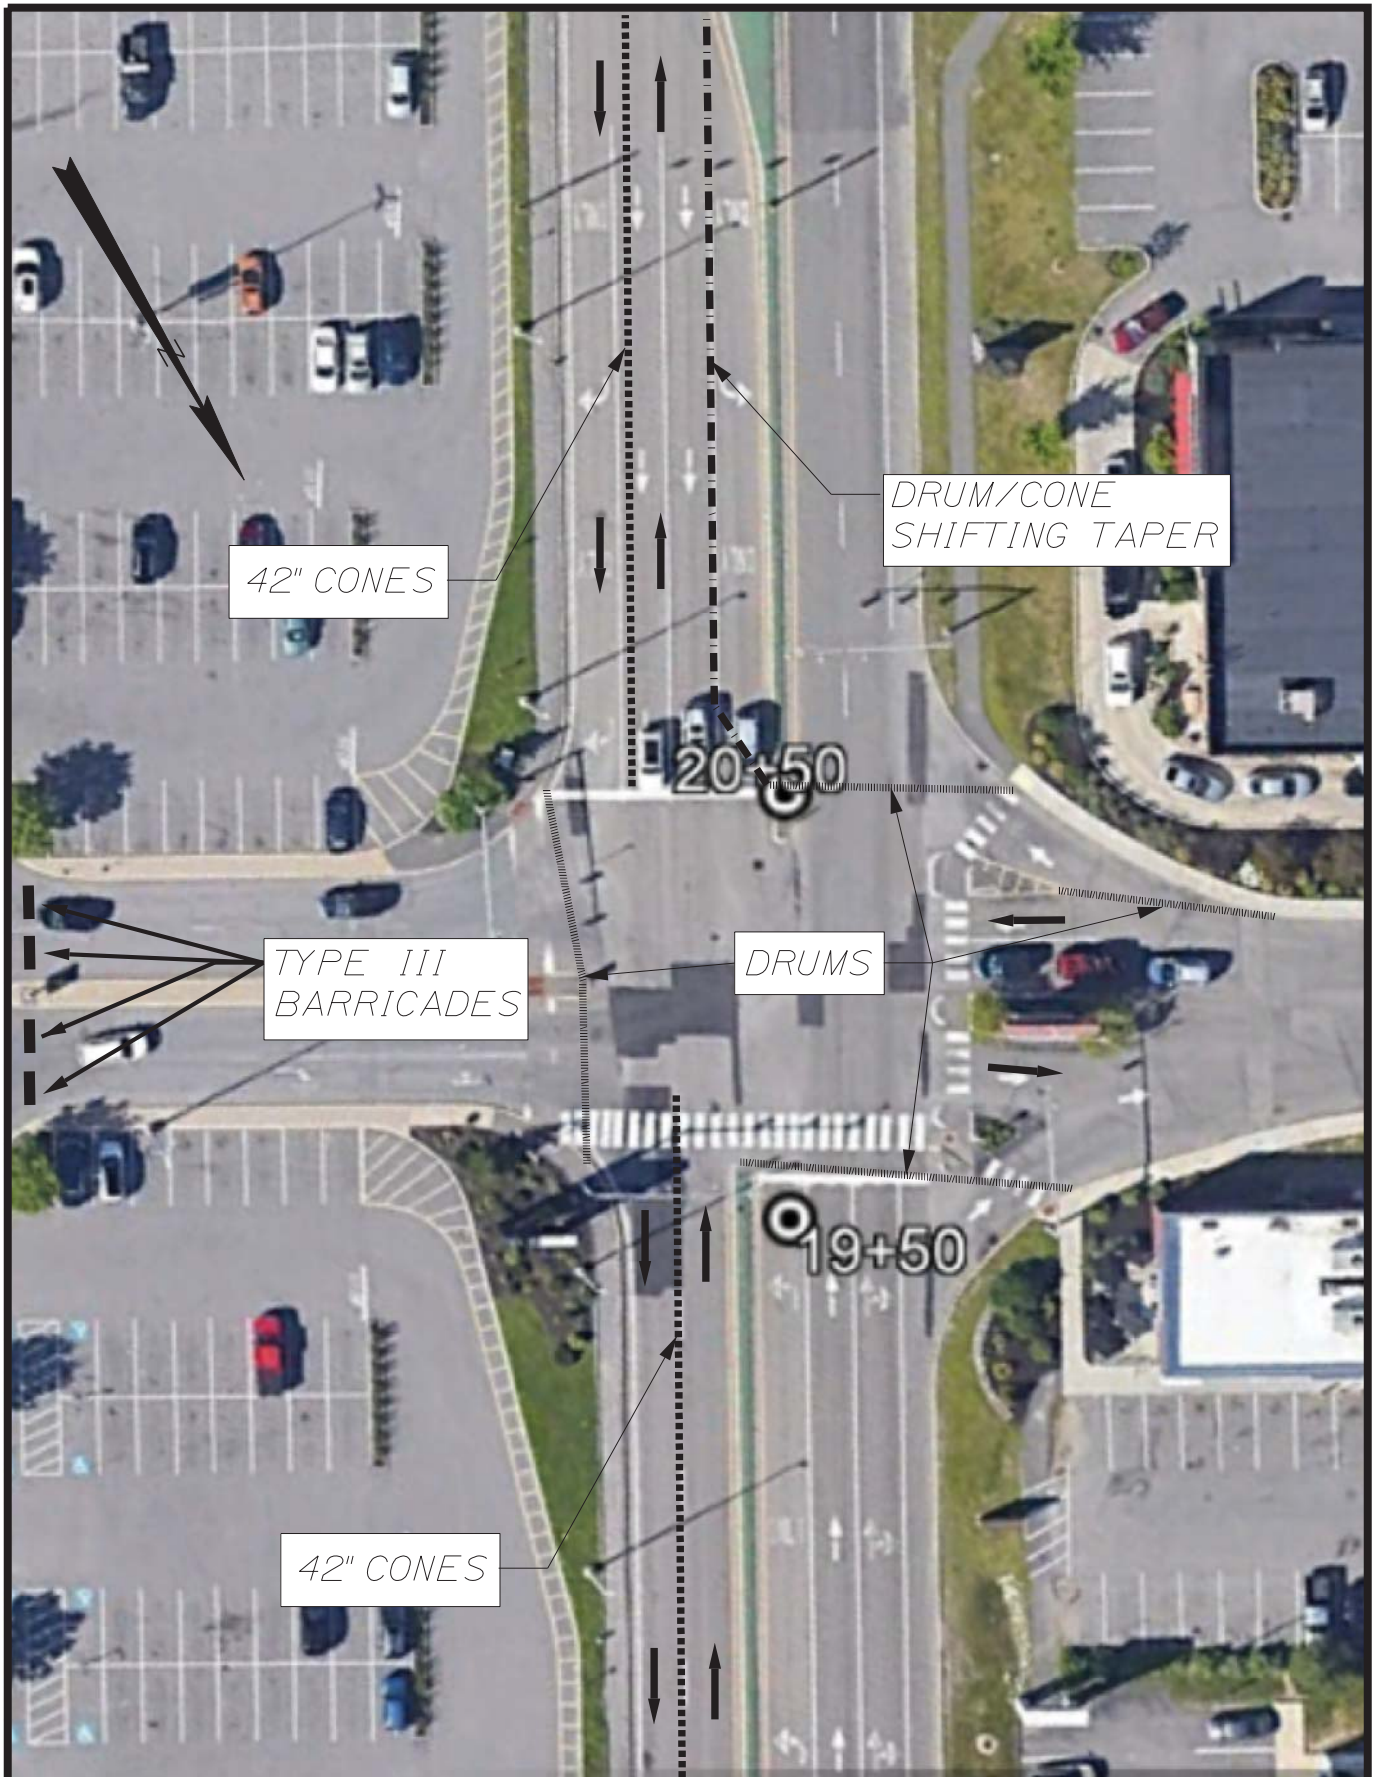 DRUM/CONE
SHIFTING TAPER
42" CONES
20+50
TYPE III
BARRICADES
DRUMS
19+50
42" CONES